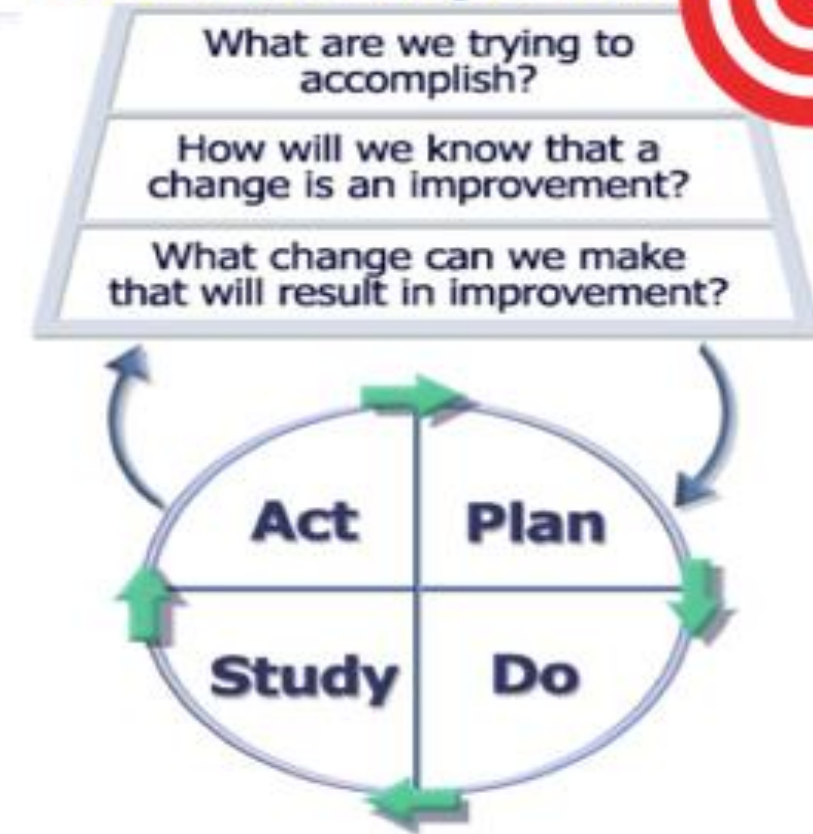 What are we trying to
accomplish?
How will we know that a
change is an improvement?
What change can we make
that will result in improvement?
Act
Plan
Study
Do